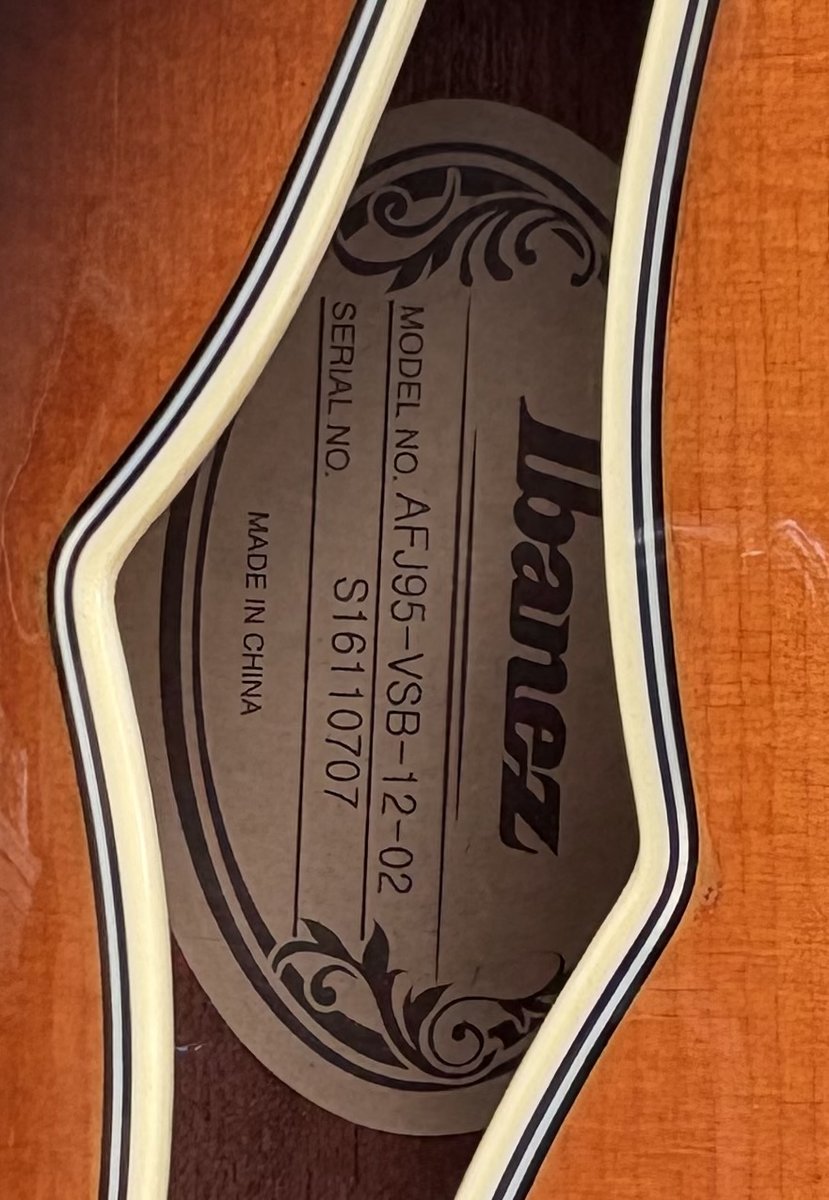 Ibanez
MODEL NO. AFJ95-VSB-12-02
SERIAL NO. S16110707
MADE IN CHINA